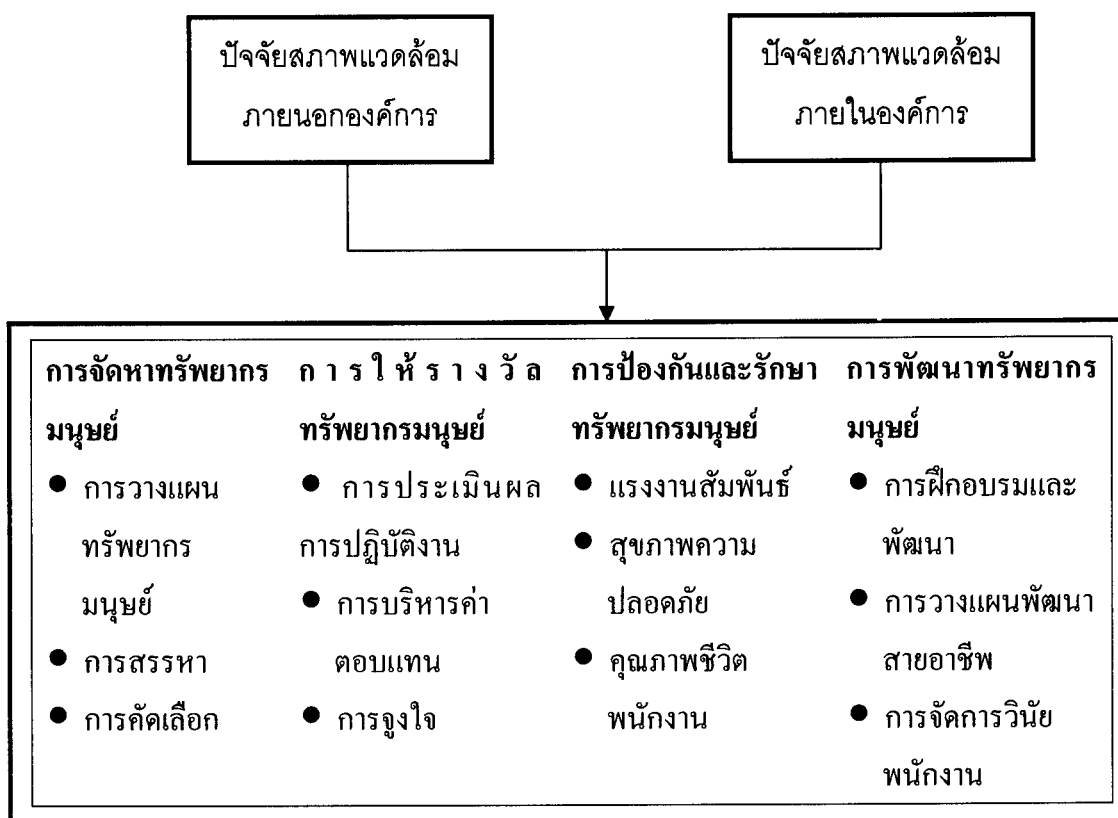 ปัจจัยสภาพแวดล้อม
ภายนอกองค์การ
ปัจจัยสภาพแวดล้อม
ภายในองค์การ
การจัดหาทรัพยากร
มนุษย์
● การวางแผน
ทรัพยากร
มนุษย์
● การสรรหา
● การคัดเลือก
การให้รางวัล
ทรัพยากรมนุษย์
● การประเมินผล
การปฏิบัติงาน
● การบริหารค่า
ตอบแทน
● การจูงใจ
การป้องกันและรักษา
ทรัพยากรมนุษย์
● แรงงานสัมพันธ์
● สุขภาพความ
ปลอดภัย
● คุณภาพชีวิต
พนักงาน
การพัฒนาทรัพยากร
มนุษย์
● การฝึกอบรมและ
พัฒนา
● การวางแผนพัฒนา
สายอาชีพ
● การจัดการวินัย
พนักงาน